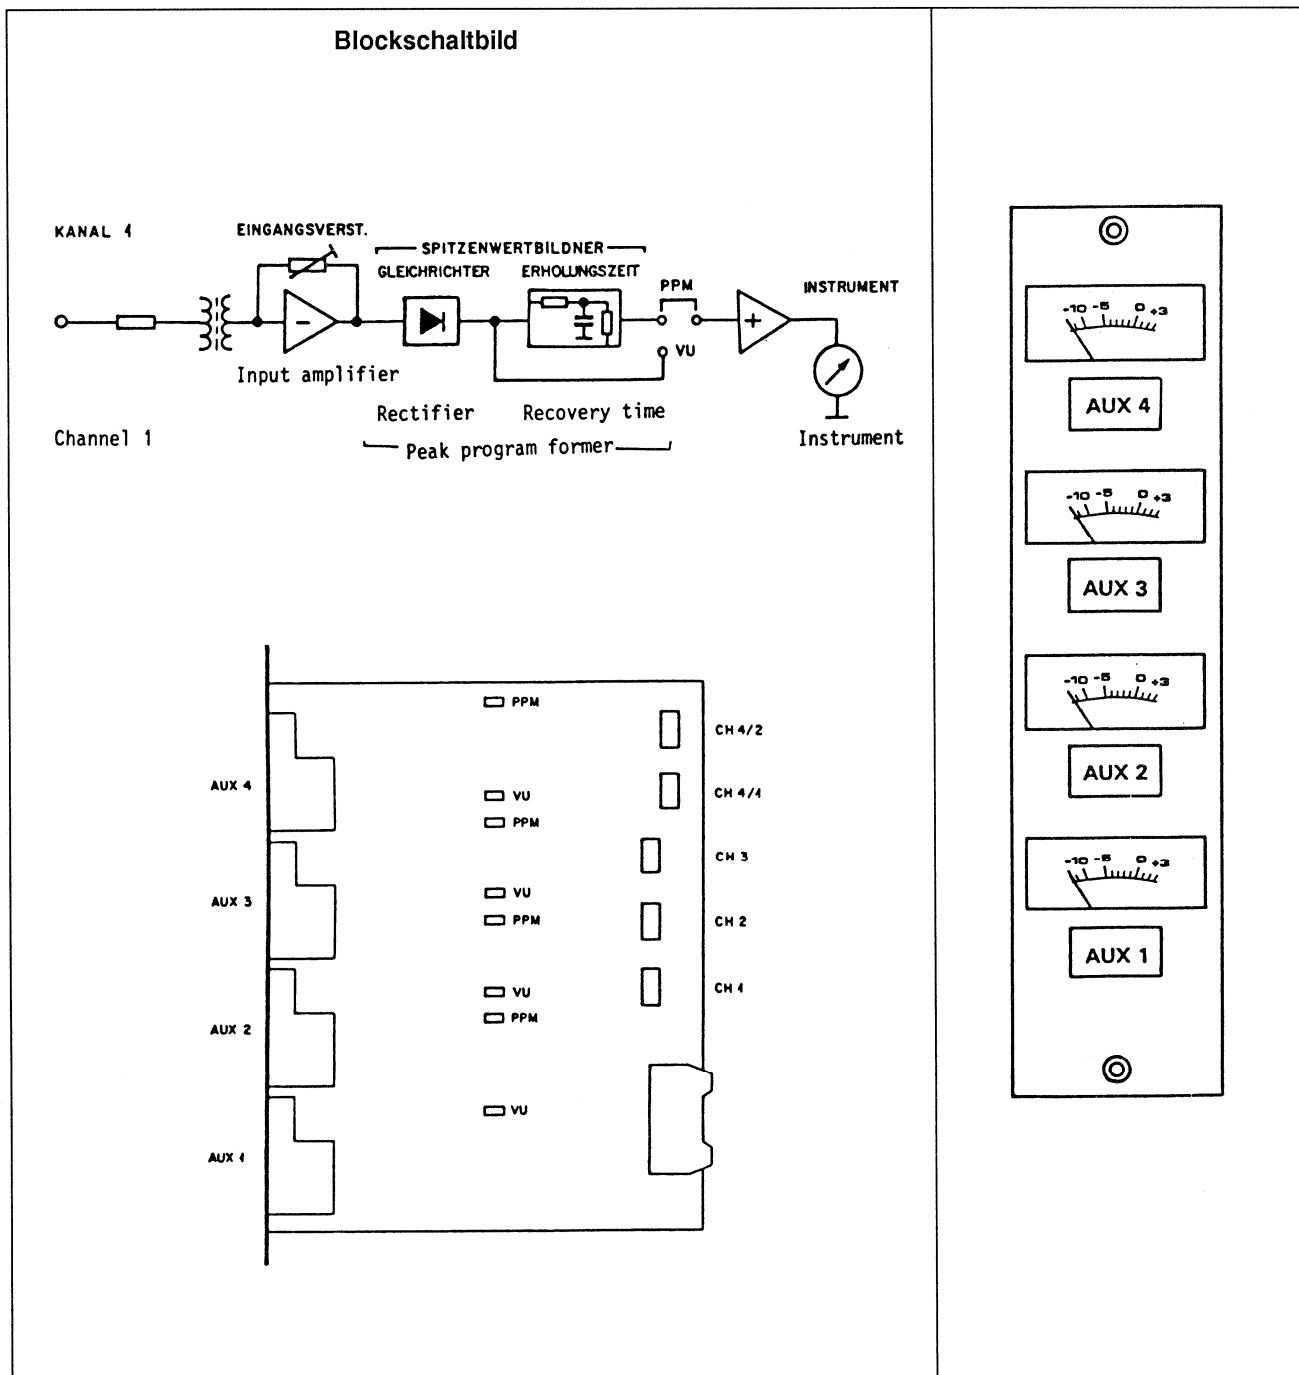 Blockschaltbild
KANAL 1
EINGANGSVERST.
SPITZENWERTBILDNER
GLEICHRICHTER
ERHOLUNGSZEIT
PPM
INSTRUMENT
VU
Input amplifier
Rectifier
Recovery time
Channel 1
Peak program former
Instrument
PPM
CH 4/2
AUX 4
VU
CH 4/1
PPM
CH 3
AUX 3
VU
PPM
CH 2
VU
CH 1
AUX 2
PPM
VU
AUX 1
-10 -5 0 +3
AUX 4
-10 -5 0 +3
AUX 3
-10 -5 0 +3
AUX 2
-10 -5 0 +3
AUX 1